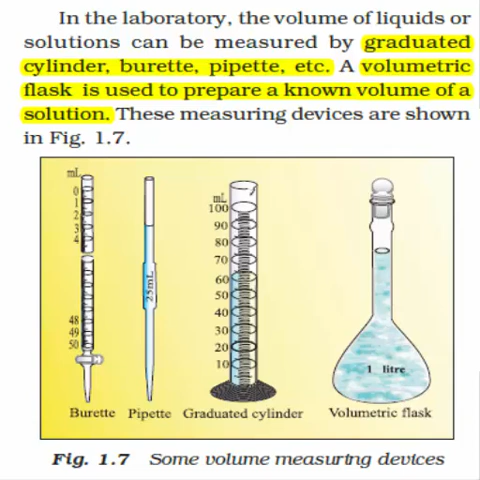 In the laboratory, the volume of liquids or
solutions can be measured by graduated
cylinder, burette, pipette, etc. A volumetric
flask is used to prepare a known volume of a
solution. These measuring devices are shown
in Fig. 1.7.
mL
0
1
2
3
4
48
49
50
25mL
mL
100
90
80
70
60
50
40
30
20
10
1 litre
Burette Pipette Graduated cylinder Volumetric flask
Fig. 1.7 Some volume measuring devices